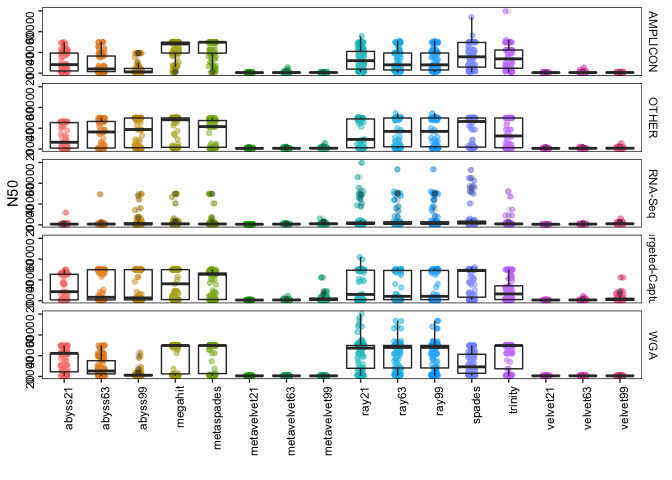 N50
AMPLICON
OTHER
RNA-Seq
rgeted-Captu
WGA
abyss21
abyss63
abyss99
megahit
metaspades
metavelvet21
metavelvet63
metavelvet99
ray21
ray63
ray99
spades
trinity
velvet21
velvet63
velvet99